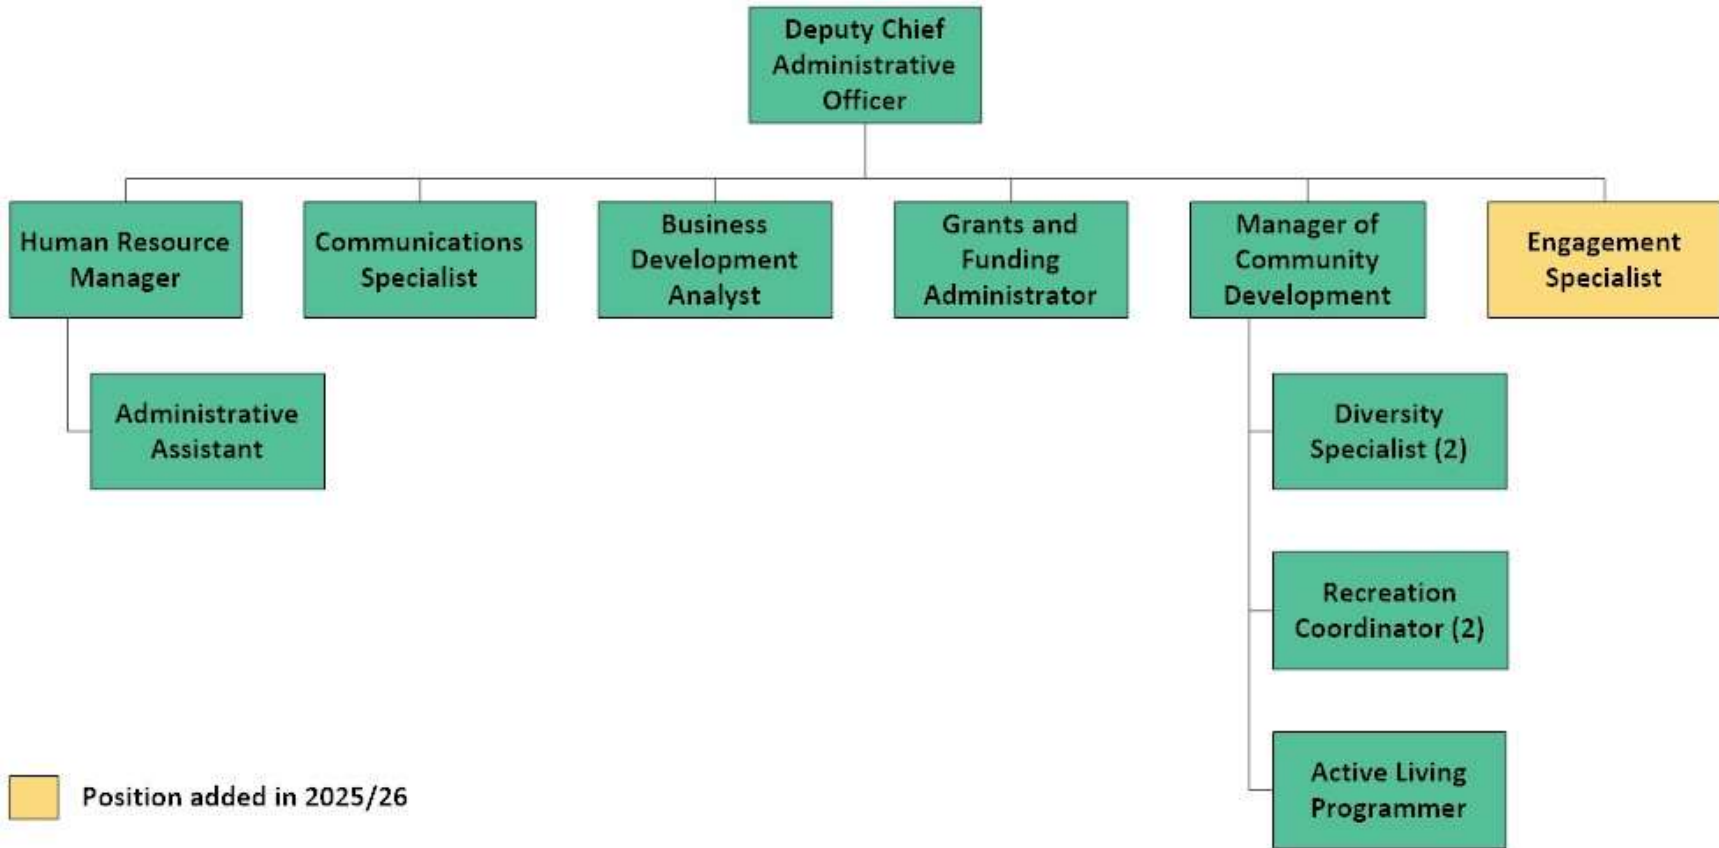 Deputy Chief
Administrative
Officer
Human Resource
Manager
Communications
Specialist
Business
Development
Analyst
Grants and
Funding
Administrator
Manager of
Community
Development
Engagement
Specialist
Administrative
Assistant
Diversity
Specialist (2)
Recreation
Coordinator (2)
Active Living
Programmer
Position added in 2025/26